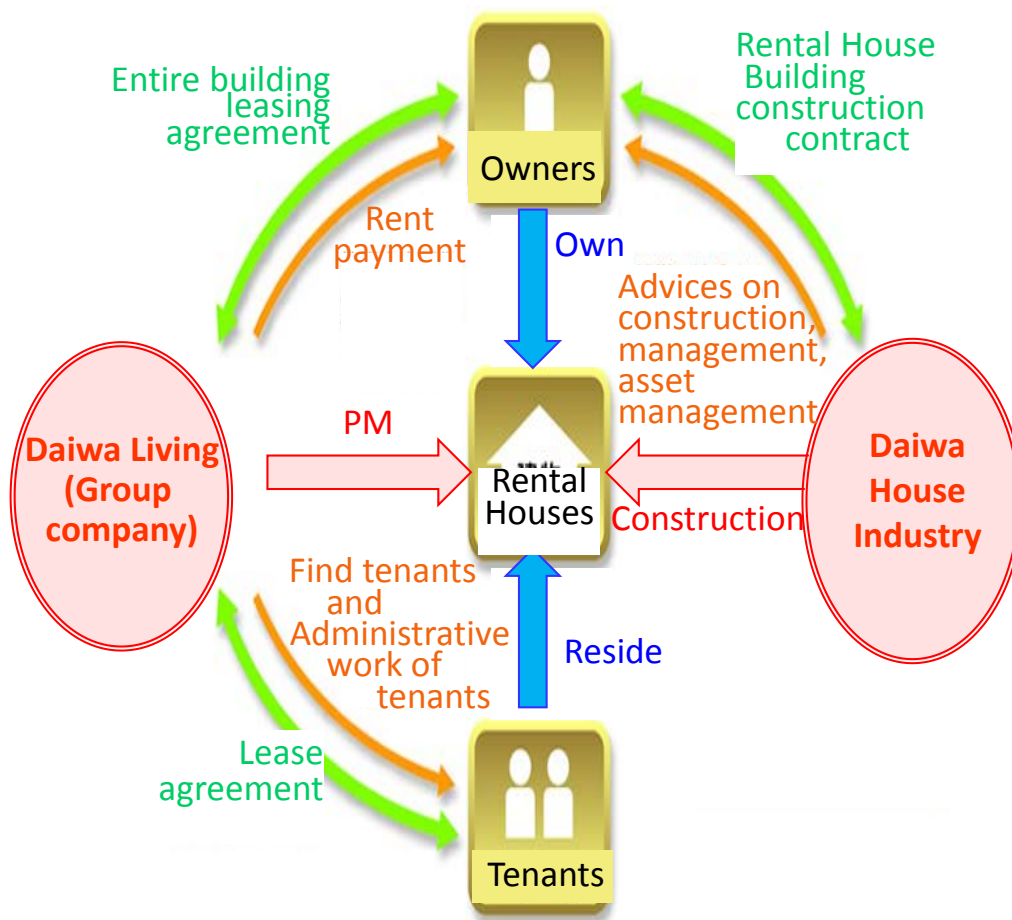 Entire building
leasing
agreement
Rental House
Building
construction
contract
Owners
Rent
payment
Own
Advices on
construction,
management,
asset
management
PM
Daiwa Living
(Group
company)
Rental
Houses
Construction
Daiwa
House
Industry
Find tenants
and
Administrative
work of
tenants
Reside
Lease
agreement
Tenants